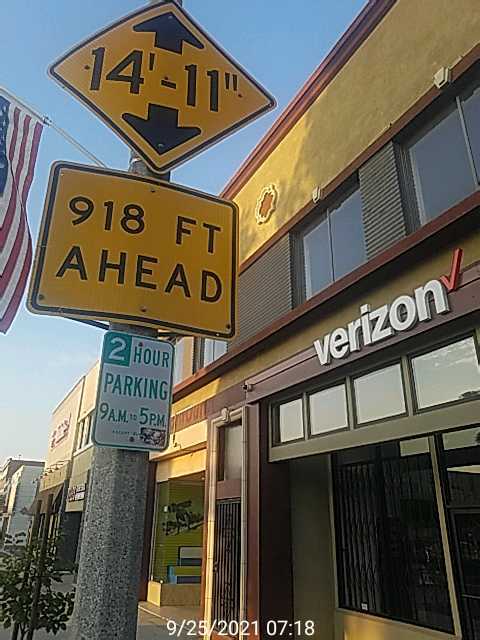 14'-11"
918 FT
AHEAD
2 HOUR
PARKING
9 A.M. TO 5 P.M.
verizon
9/25/2021 07:18